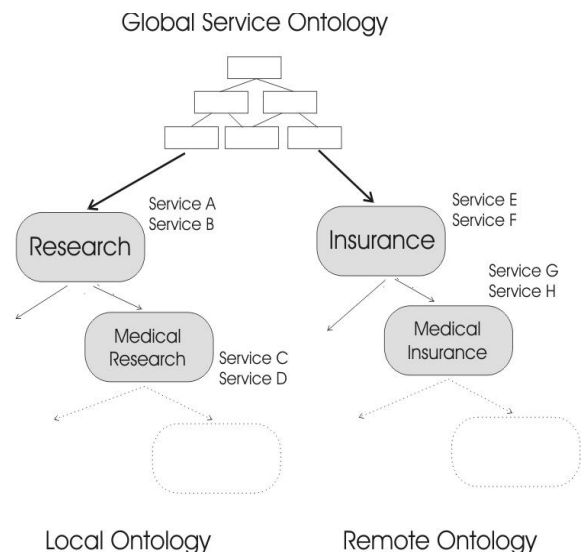 Global Service Ontology
Service A
Service B
Research
Service E
Service F
Insurance
Service G
Service H
Medical
Research
Service C
Service D
Medical
Insurance
Local Ontology
Remote Ontology